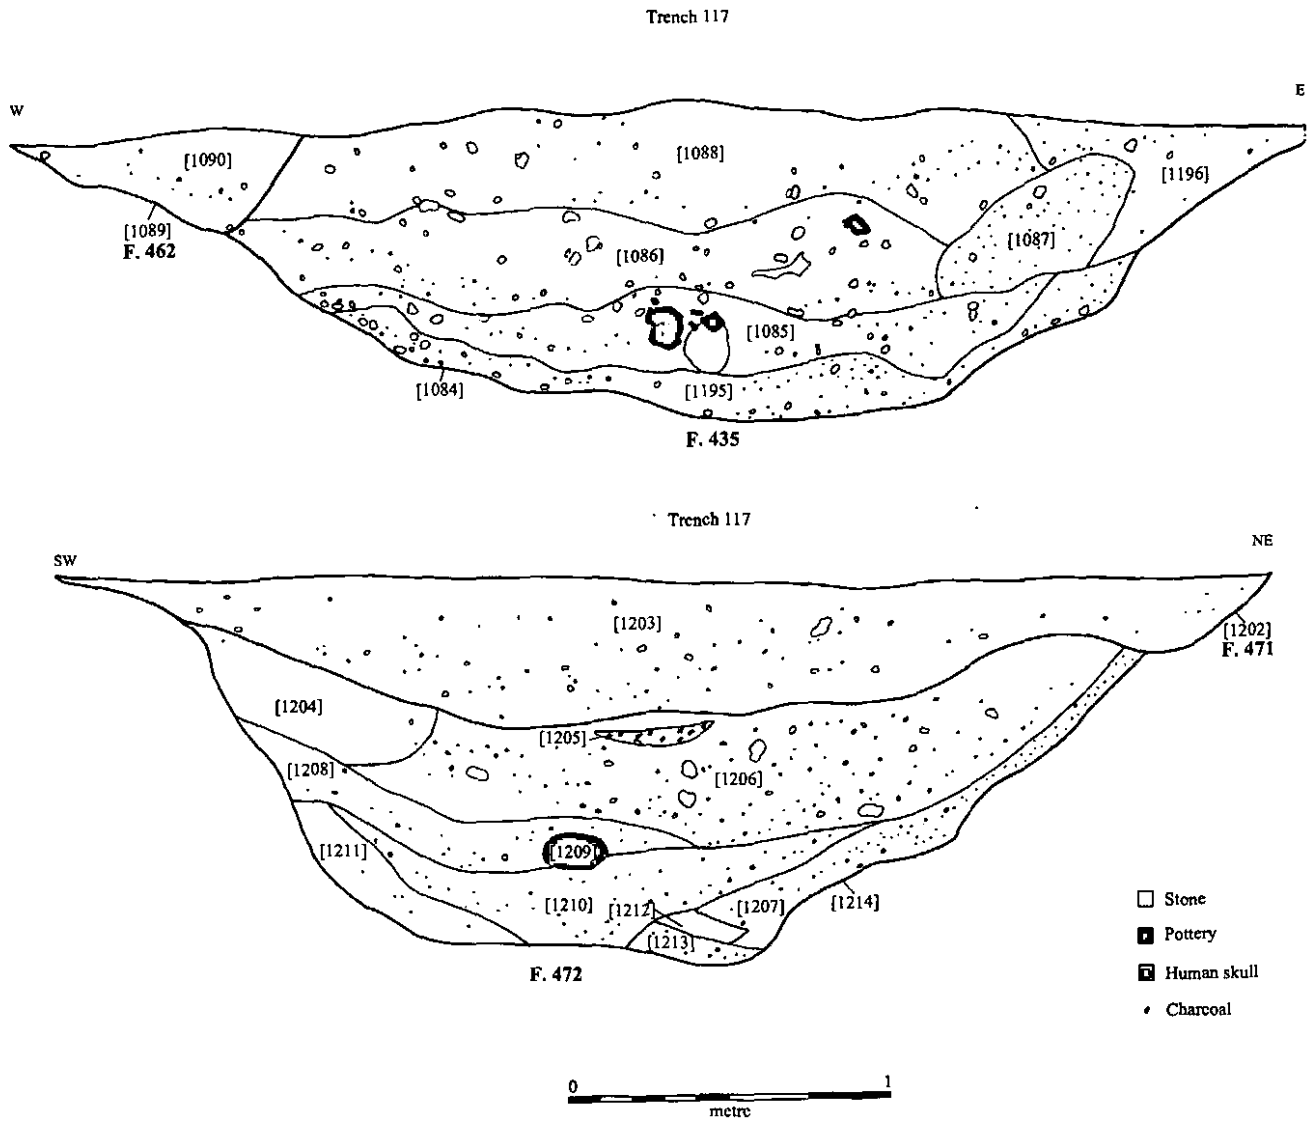 Trench 117
W
E
[1090]
[1088]
[1196]
[1089]
F. 462
[1087]
[1086]
[1085]
[1084]
[1195]
F. 435
Trench 117
SW
NE
[1203]
[1202]
F. 471
[1204]
[1205]
[1208]
[1206]
[1209]
[1211]
[1210]
[1212]
[1207]
[1214]
[1213]
F. 472
Stone
Pottery
Human skull
Charcoal
0 1
metre